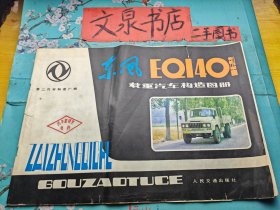 文泉书店
二手图书
第二汽车制造厂编
东风
EQ140
载重汽车构造图册
ZAIZHONGQICHE
GOUZAOTUCE
人民交通出版社